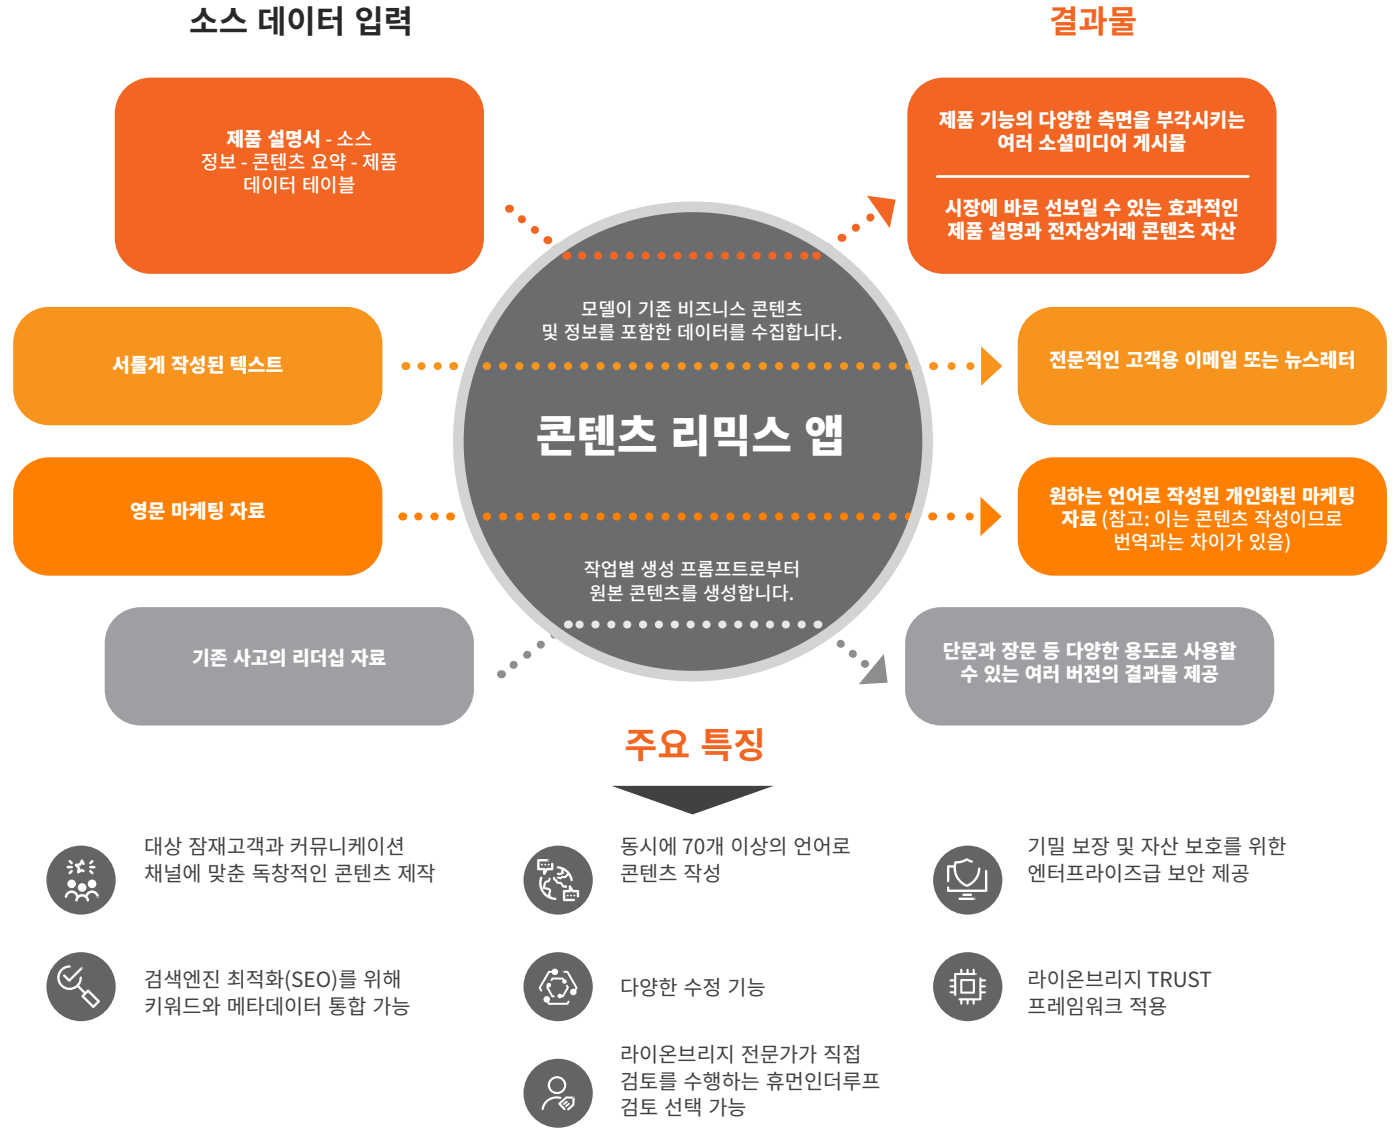 소스 데이터 입력
결과물
제품 설명서 - 소스
정보 - 콘텐츠 요약 - 제품
데이터 테이블
제품 기능의 다양한 측면을 부각시키는
여러 소셜미디어 게시물
시장에 바로 선보일 수 있는 효과적인
제품 설명과 전자상거래 콘텐츠 자산
모델이 기존 비즈니스 콘텐츠
및 정보를 포함한 데이터를 수집합니다.
서툴게 작성된 텍스트
전문적인 고객용 이메일 또는 뉴스레터
콘텐츠 리믹스 앱
영문 마케팅 자료
원하는 언어로 작성된 개인화된 마케팅
자료 (참고: 이는 콘텐츠 작성이므로
번역과는 차이가 있음)
작업별 생성 프롬프트로부터
원본 콘텐츠를 생성합니다.
기존 사고의 리더십 자료
단문과 장문 등 다양한 용도로 사용할
수 있는 여러 버전의 결과물 제공
주요 특징
대상 잠재고객과 커뮤니케이션
채널에 맞춘 독창적인 콘텐츠 제작
동시에 70개 이상의 언어로
콘텐츠 작성
기밀 보장 및 자산 보호를 위한
엔터프라이즈급 보안 제공
검색엔진 최적화(SEO)를 위해
키워드와 메타데이터 통합 가능
다양한 수정 기능
라이온브리지 TRUST
프레임워크 적용
라이온브리지 전문가가 직접
검토를 수행하는 휴먼인더루프
검토 선택 가능